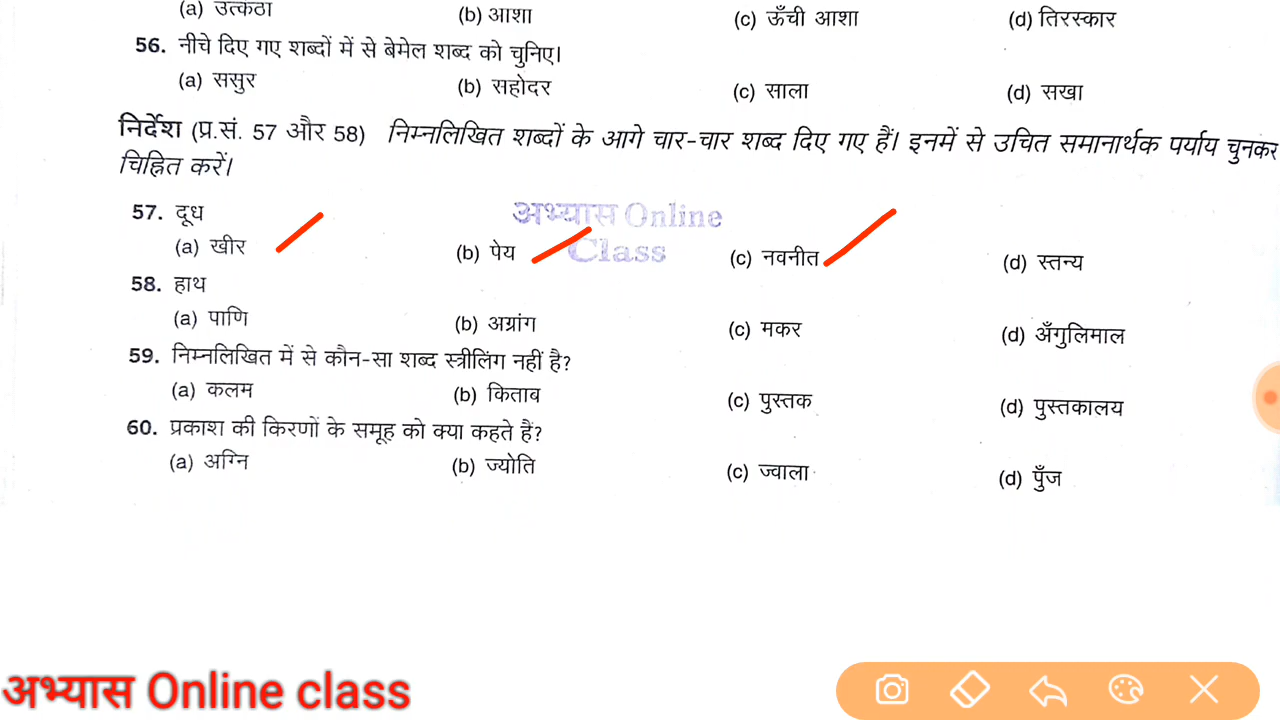 (a) उत्कंठा (b) आशा (c) ऊँची आशा (d) तिरस्कार
56. नीचे दिए गए शब्दों में से बेमेल शब्द को चुनिए।
(a) ससुर (b) सहोदर (c) साला (d) सखा
निर्देश (प्र.सं. 57 और 58) निम्नलिखित शब्दों के आगे चार-चार शब्द दिए गए हैं। इनमें से उचित समानार्थक पर्याय चुनकर
चिह्नित करें।
57. दूध
अभ्यास Online
Class
(a) खीर (b) पेय (c) नवनीत (d) स्तन्य
58. हाथ
(a) पाणि (b) अग्रांग (c) मकर (d) अँगुलिमाल
59. निम्नलिखित में से कौन-सा शब्द स्त्रीलिंग नहीं है?
(a) कलम (b) किताब (c) पुस्तक (d) पुस्तकालय
60. प्रकाश की किरणों के समूह को क्या कहते हैं?
(a) अग्नि (b) ज्योति (c) ज्वाला (d) पुँज
अभ्यास Online class